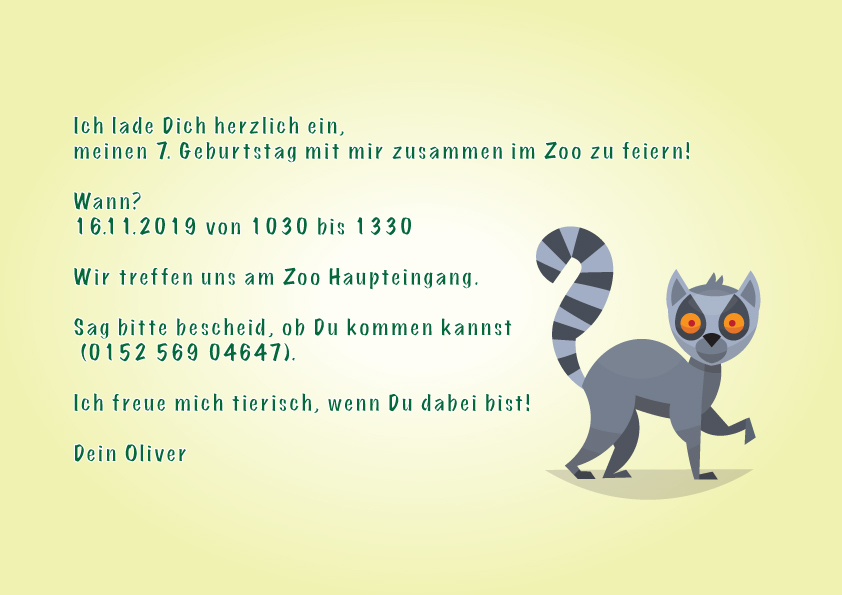 Ich lade Dich herzlich ein,
meinen 7. Geburtstag mit mir zusammen im Zoo zu feiern!
Wann?
16.11.2019 von 1030 bis 1330
Wir treffen uns am Zoo Haupteingang.
Sag bitte bescheid, ob Du kommen kannst
(0152 569 04647).
Ich freue mich tierisch, wenn Du dabei bist!
Dein Oliver